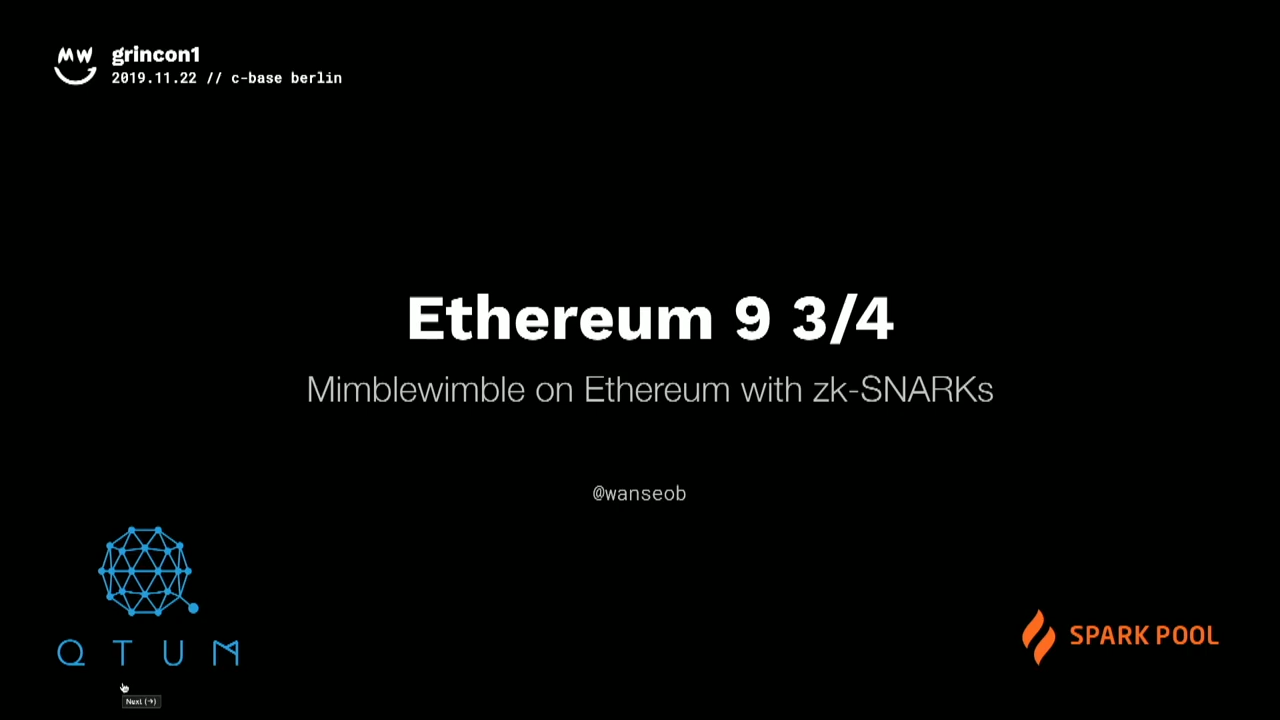 MW
grincon1
2019.11.22 // c-base berlin
Ethereum 9 3/4
Mimblewimble on Ethereum with zk-SNARKs
@wanseob
QTUM
SPARK POOL
Next (→)